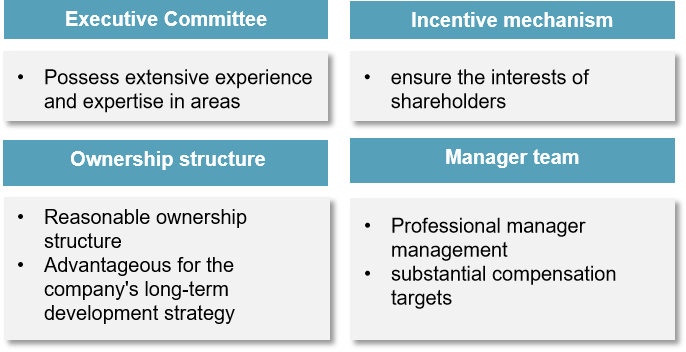 Executive Committee
• Possess extensive experience
and expertise in areas
Incentive mechanism
• ensure the interests of
shareholders
Ownership structure
• Reasonable ownership
structure
• Advantageous for the
company's long-term
development strategy
Manager team
• Professional manager
management
• substantial compensation
targets